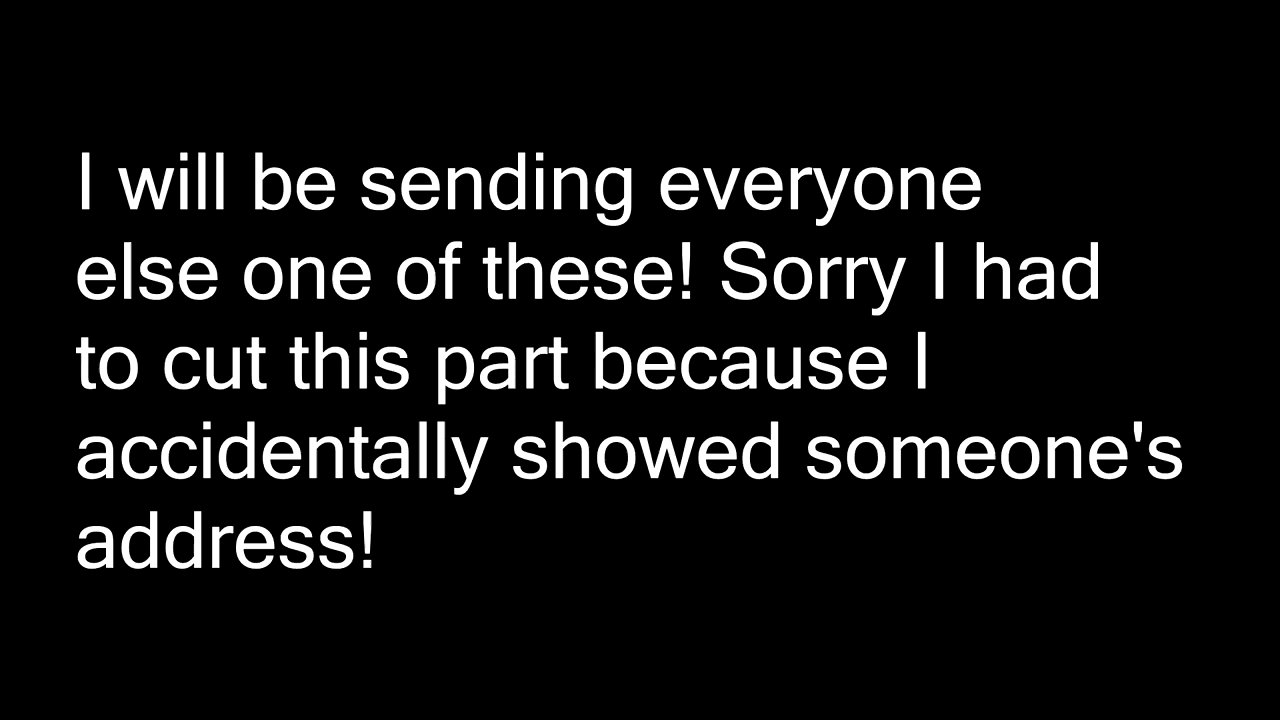 I will be sending everyone
else one of these! Sorry I had
to cut this part because I
accidentally showed someone's
address!